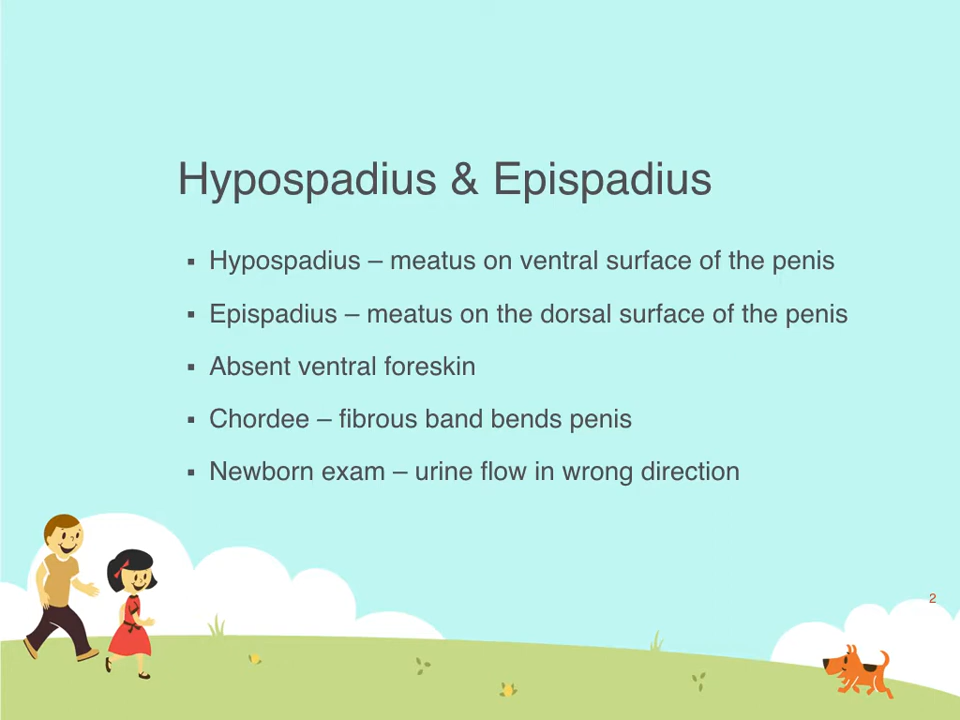 Hypospadius & Epispadius
▪ Hypospadius – meatus on ventral surface of the penis
▪ Epispadius – meatus on the dorsal surface of the penis
▪ Absent ventral foreskin
▪ Chordee – fibrous band bends penis
▪ Newborn exam – urine flow in wrong direction
2